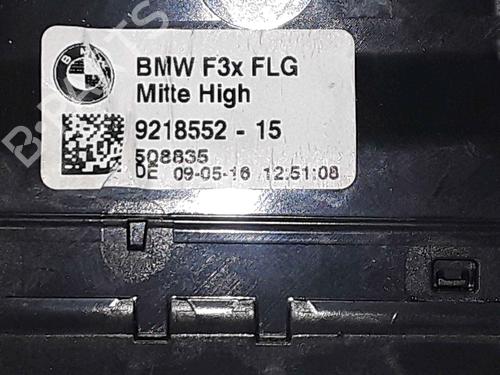 BMW F3x FLG
Mitte High
9218552 - 15
508835
DE 09-05-16 12:51:08